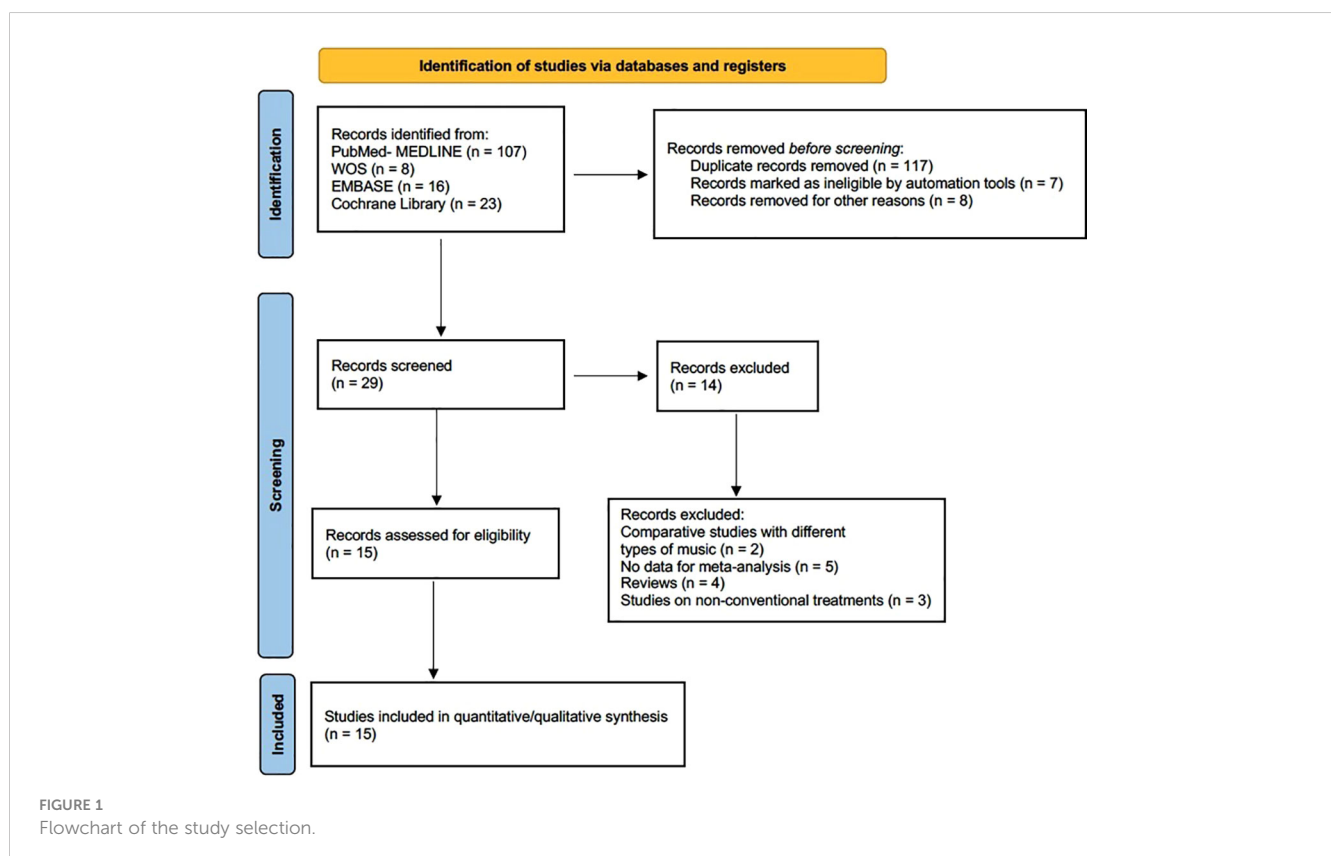 Identification of studies via databases and registers
Identification
Records identified from:
PubMed- MEDLINE (n = 107)
WOS (n = 8)
EMBASE (n = 16)
Cochrane Library (n = 23)
Records removed before screening:
Duplicate records removed (n = 117)
Records marked as ineligible by automation tools (n = 7)
Records removed for other reasons (n = 8)
Screening
Records screened
(n = 29)
Records excluded
(n = 14)
Records assessed for eligibility
(n = 15)
Records excluded:
Comparative studies with different
types of music (n = 2)
No data for meta-analysis (n = 5)
Reviews (n = 4)
Studies on non-conventional treatments (n = 3)
Included
Studies included in quantitative/qualitative synthesis
(n = 15)
FIGURE 1
Flowchart of the study selection.